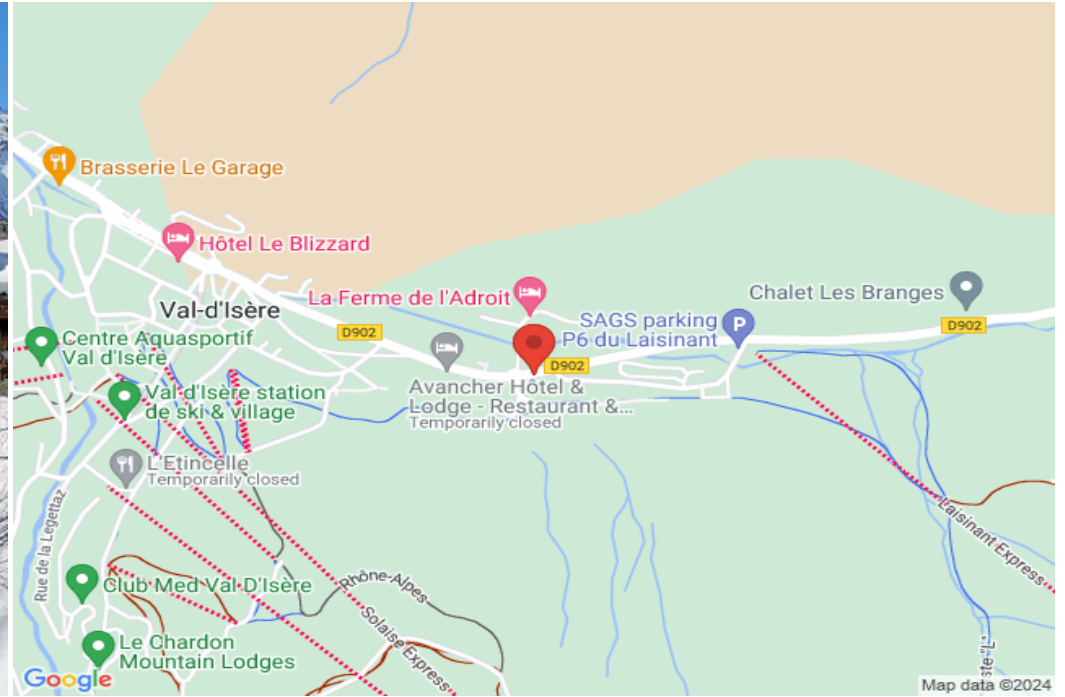 Brasserie Le Garage
Hôtel Le Blizzard
La Ferme de l'Adroit
Chalet Les Branges
Val-d'Isère
SAGS parking
P6 du Laisinant
P
D902
D902
D902
Centre Aquasportif
Val d'Isère
Avancher Hôtel &
Lodge - Restaurant &...
Temporarily closed
Val d'Isère station
de ski & village
L'Etincelle
Temporarily closed
Rue de la Legettaz
Laisinant Express
Club Med Val D'Isère
Rhône-Alpes
Solaise Express
Le Chardon
Mountain Lodges
ste "L"
Google
Map data ©2024